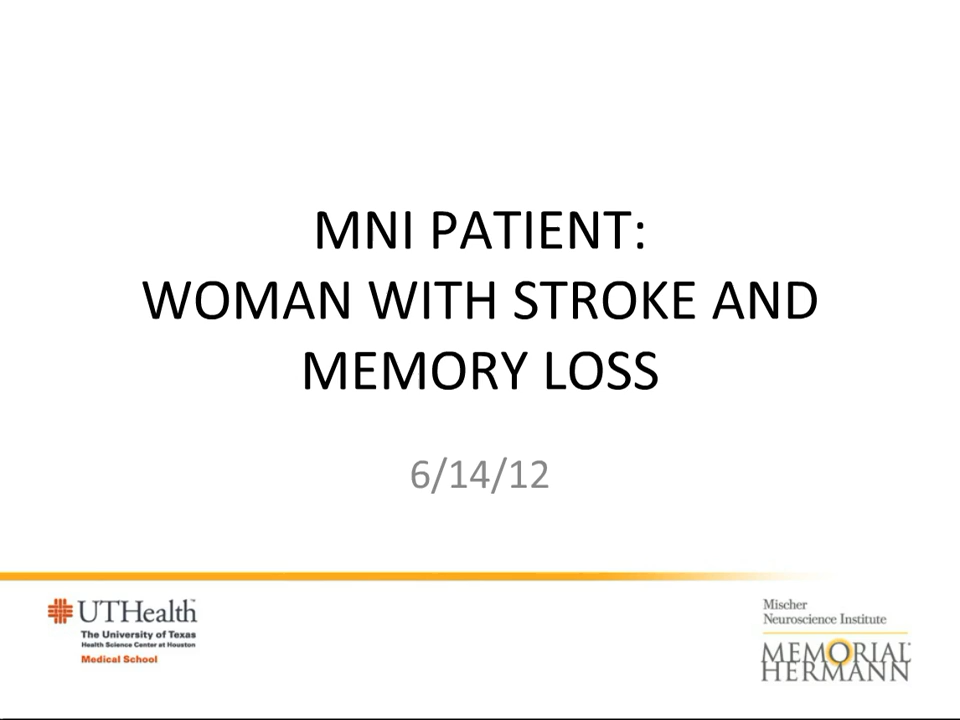 MNI PATIENT:
WOMAN WITH STROKE AND
MEMORY LOSS
6/14/12
UTHealth™
The University of Texas
Health Science Center at Houston
Medical School
Mischer
Neuroscience Institute
MEMORIAL®
HERMANN